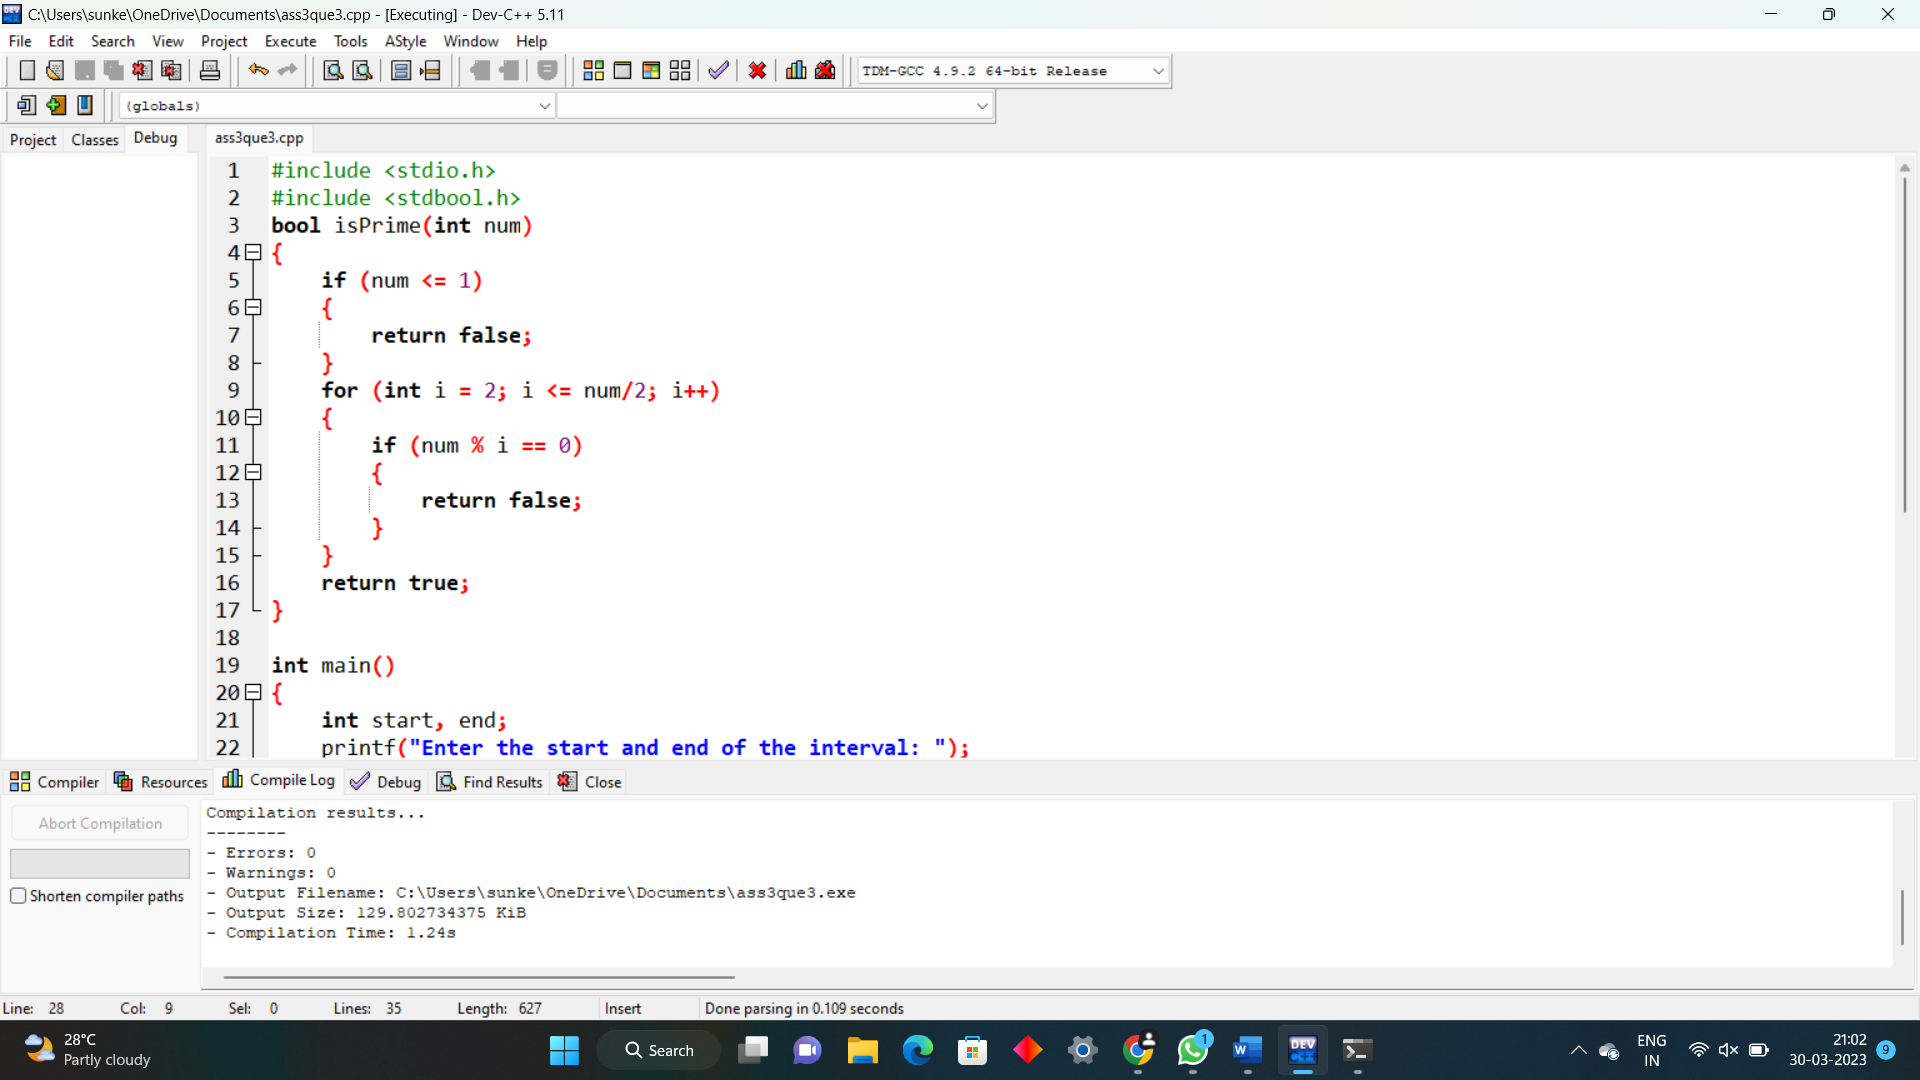 C:\Users\sunke\OneDrive\Documents\ass3que3.cpp - [Executing] - Dev-C++ 5.11
File Edit Search View Project Execute Tools AStyle Window Help
TDM-GCC 4.9.2 64-bit Release
(globals)
Project Classes Debug ass3que3.cpp
1 #include <stdio.h>
2 #include <stdbool.h>
3 bool isPrime(int num)
4 {
5     if (num <= 1)
6     {
7         return false;
8     }
9     for (int i = 2; i <= num/2; i++)
10     {
11         if (num % i == 0)
12         {
13             return false;
14         }
15     }
16     return true;
17 }
18
19 int main()
20 {
21     int start, end;
22     printf("Enter the start and end of the interval: ");
Compiler Resources Compile Log Debug Find Results Close
Abort Compilation
Shorten compiler paths
Compilation results...
--------
- Errors: 0
- Warnings: 0
- Output Filename: C:\Users\sunke\OneDrive\Documents\ass3que3.exe
- Output Size: 129.802734375 KiB
- Compilation Time: 1.24s
Line: 28 Col: 9 Sel: 0 Lines: 35 Length: 627 Insert Done parsing in 0.109 seconds
28°C
Partly cloudy
Search
W
DEV
1
ENG
IN
21:02
30-03-2023
9